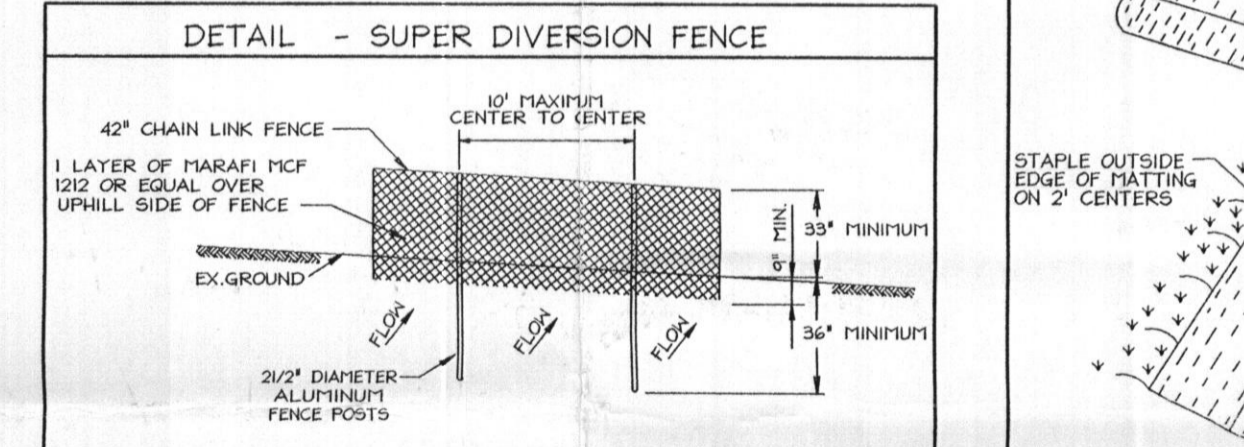 DETAIL - SUPER DIVERSION FENCE
10' MAXIMUM
CENTER TO CENTER
42" CHAIN LINK FENCE
1 LAYER OF MARAFI MCF
1212 OR EQUAL OVER
UPHILL SIDE OF FENCE
EX.GROUND
FLOW
FLOW
FLOW
21/2" DIAMETER
ALUMINUM
FENCE POSTS
9" MIN.
33" MINIMUM
36" MINIMUM
STAPLE OUTSIDE
EDGE OF MATTING
ON 2' CENTERS